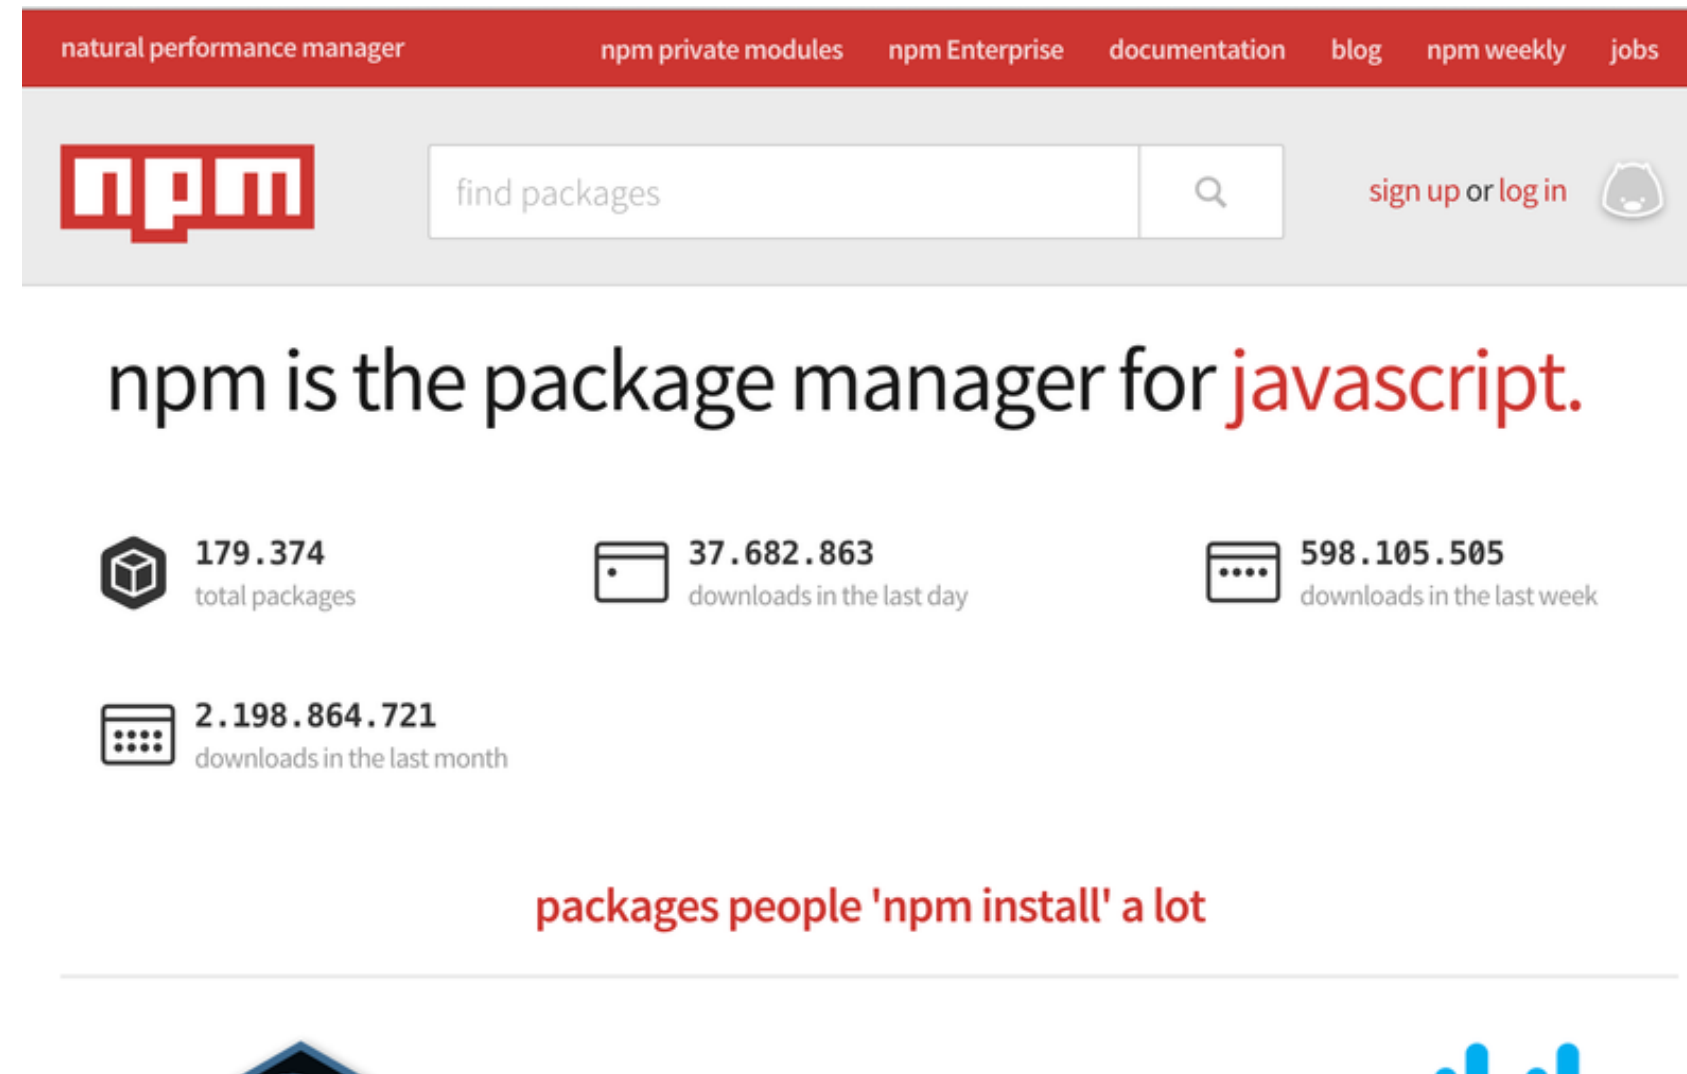 natural performance manager npm private modules npm Enterprise documentation blog npm weekly jobs
npm find packages sign up or log in
npm is the package manager for javascript.
179.374 37.682.863 598.105.505
total packages downloads in the last day downloads in the last week
2.198.864.721
downloads in the last month
packages people 'npm install' a lot